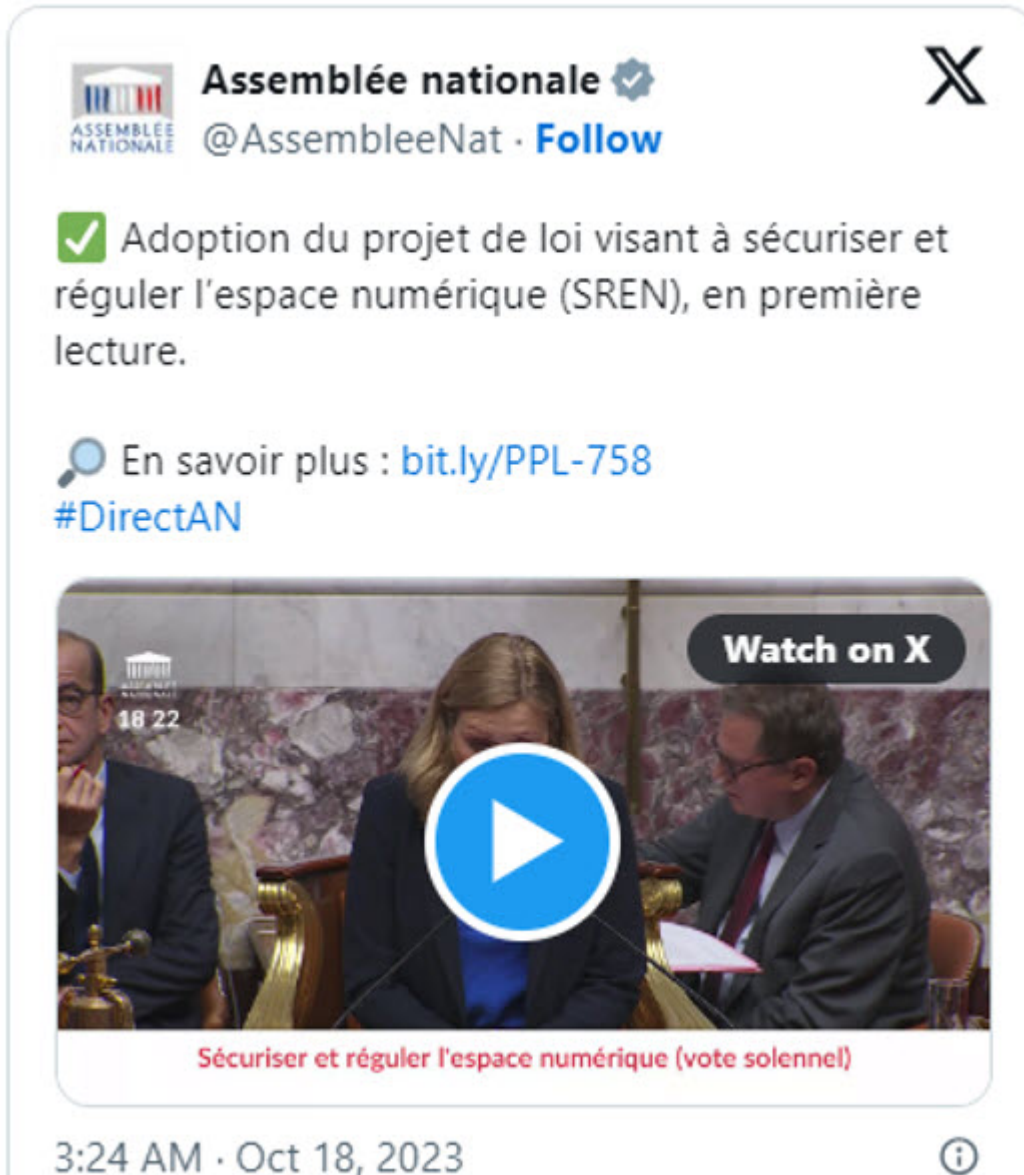 ASSEMBLÉE
NATIONALE
Assemblée nationale
@AssembleeNat · Follow
✅ Adoption du projet de loi visant à sécuriser et
réguler l'espace numérique (SREN), en première
lecture.
🔎 En savoir plus : bit.ly/PPL-758
#DirectAN
Watch on X
18 22
Sécuriser et réguler l'espace numérique (vote solennel)
3:24 AM · Oct 18, 2023